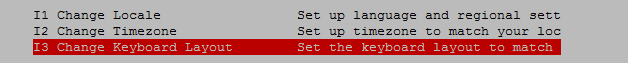 I1 Change Locale Set up language and regional sett
I2 Change Timezone Set up timezone to match your loc
I3 Change Keyboard Layout Set the keyboard layout to match